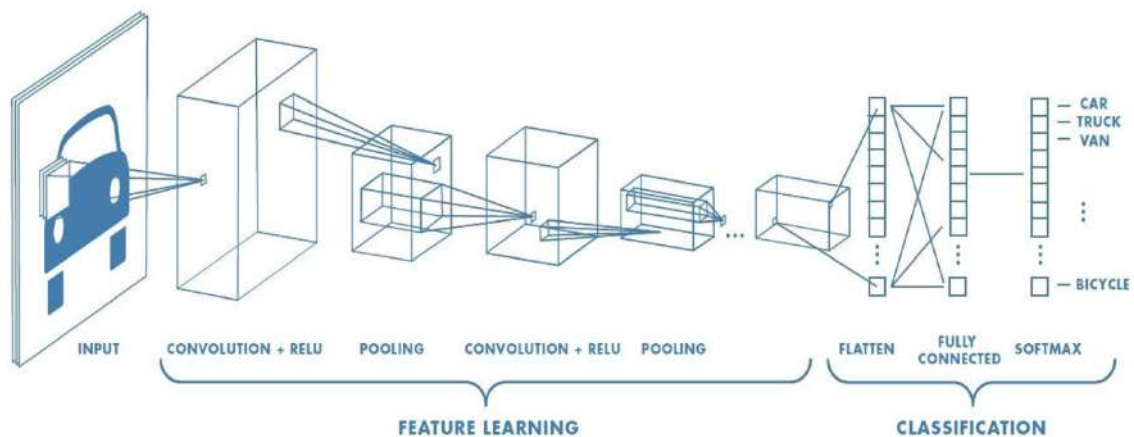 CAR
TRUCK
VAN
BICYCLE
INPUT
CONVOLUTION + RELU
POOLING
CONVOLUTION + RELU
POOLING
FLATTEN
FULLY
CONNECTED
SOFTMAX
FEATURE LEARNING
CLASSIFICATION